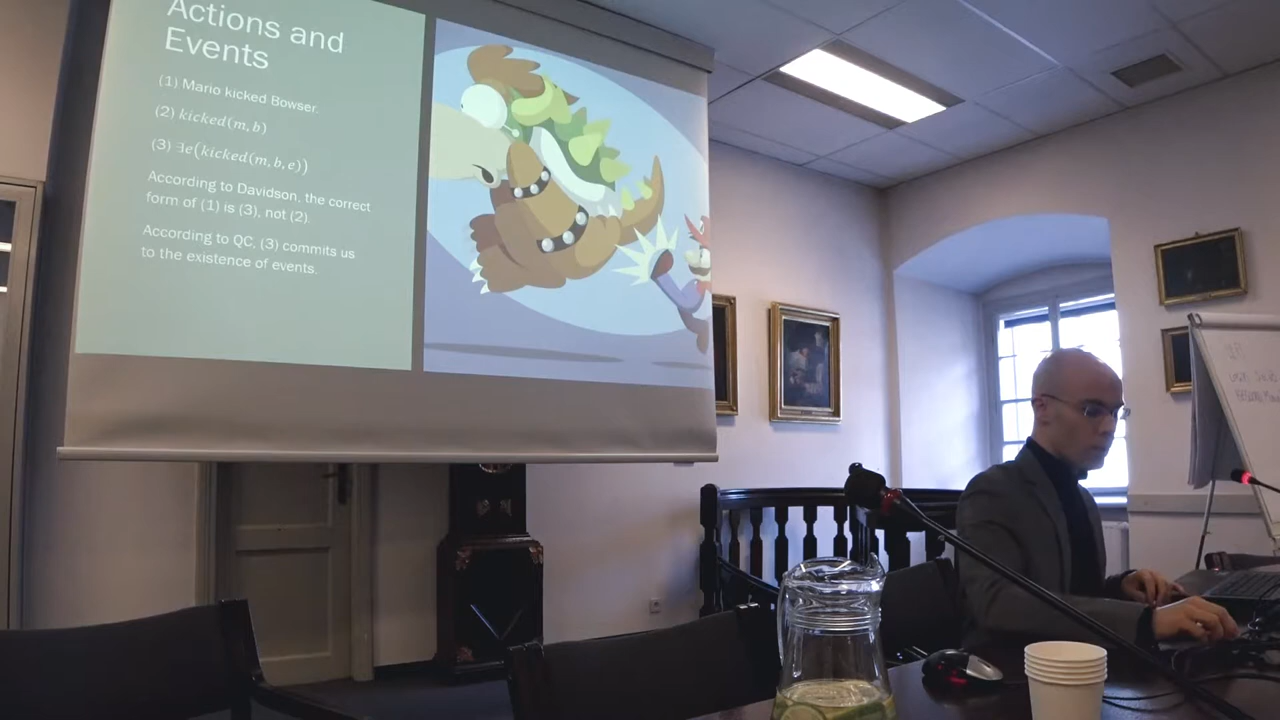 Actions and
Events
(1) Mario kicked Bowser.
(2) kicked(m, b)
(3) ∃e(kicked(m, b, e))
According to Davidson, the correct
form of (1) is (3), not (2).
According to QC, (3) commits us
to the existence of events.